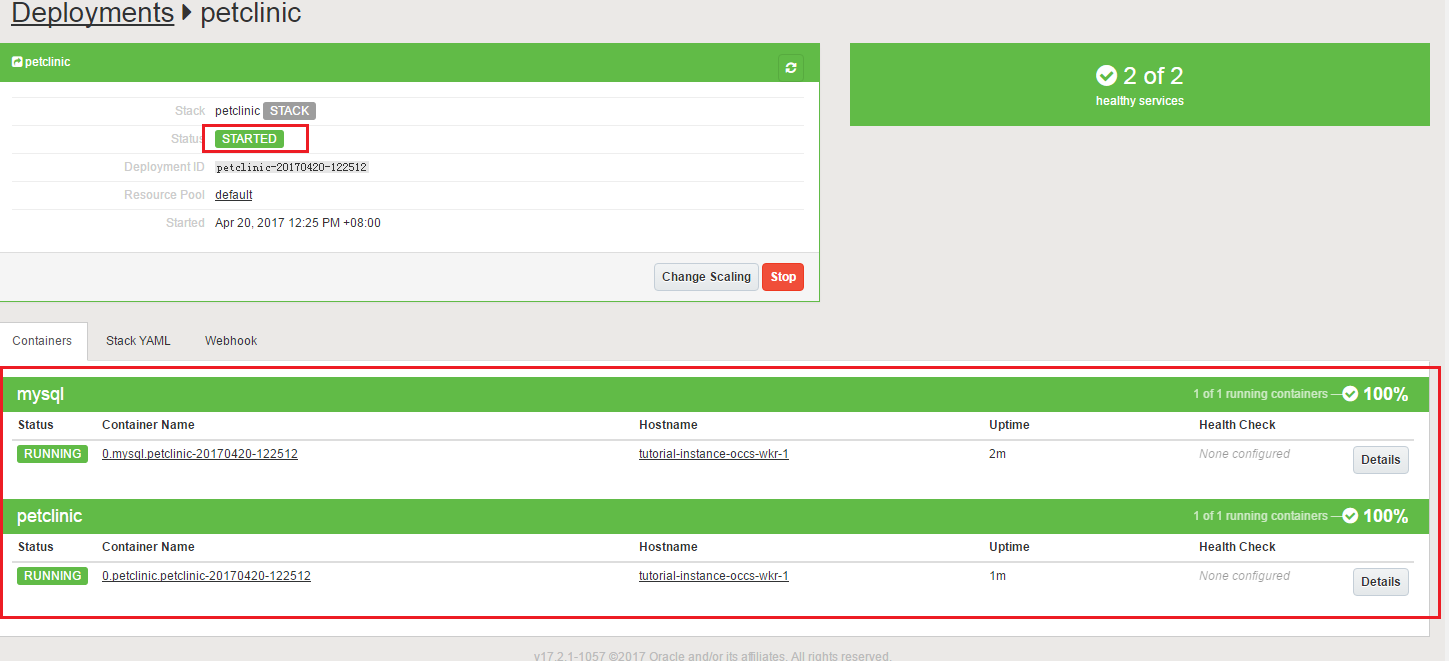 Deployments petclinic
petclinic
2 of 2
healthy services
Stack petclinic STACK
Status STARTED
Deployment ID petclinic-20170420-122512
Resource Pool default
Started Apr 20, 2017 12:25 PM +08:00
Change Scaling Stop
Containers Stack YAML Webhook
mysql 1 of 1 running containers — 100%
Status Container Name Hostname Uptime Health Check
RUNNING 0.mysql.petclinic-20170420-122512 tutorial-instance-occs-wkr-1 2m None configured Details
petclinic 1 of 1 running containers — 100%
Status Container Name Hostname Uptime Health Check
RUNNING 0.petclinic.petclinic-20170420-122512 tutorial-instance-occs-wkr-1 1m None configured Details
v17.2.1-1057 ©2017 Oracle and/or its affiliates. All rights reserved.